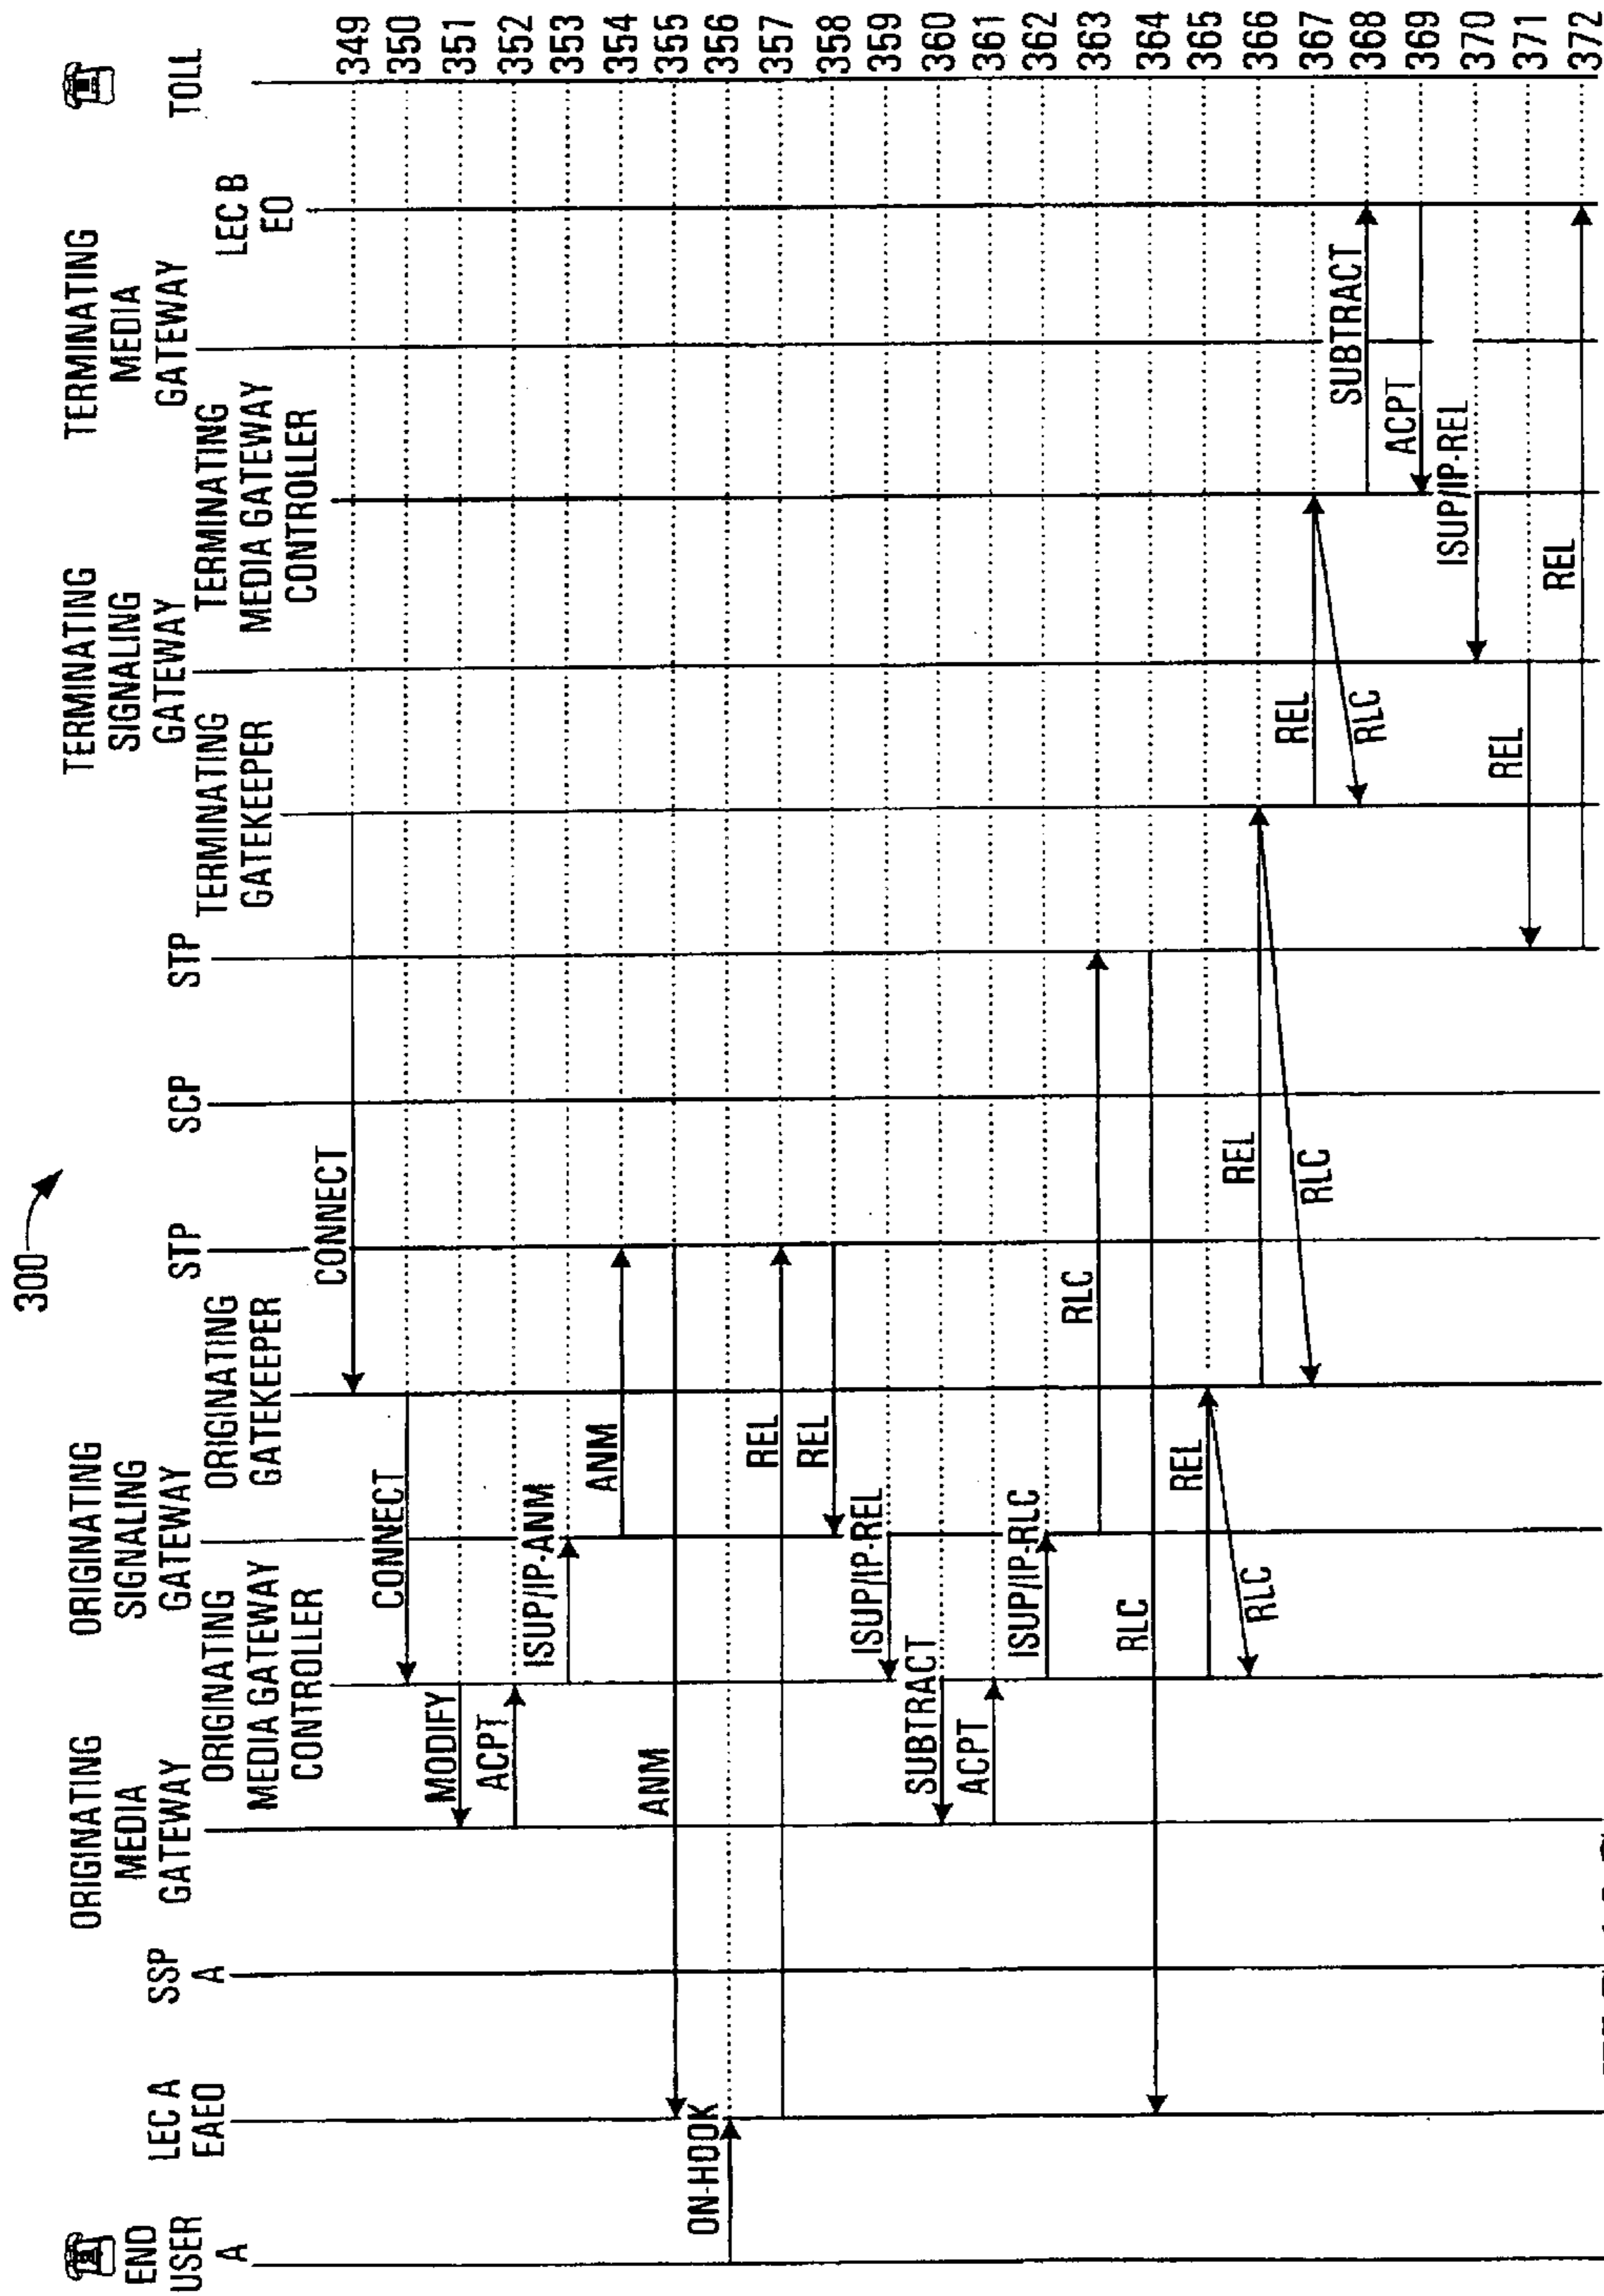 300
END
USER
A
LEC A
EAEO
SSP
A
ORIGINATING
MEDIA
GATEWAY
ORIGINATING
MEDIA GATEWAY
CONTROLLER
ORIGINATING
SIGNALING
GATEWAY
ORIGINATING
GATEKEEPER
STP
SCP
STP
TERMINATING
GATEKEEPER
TERMINATING
SIGNALING
GATEWAY
TERMINATING
MEDIA GATEWAY
CONTROLLER
TERMINATING
MEDIA
GATEWAY
LEC B
EO
TOLL
CONNECT
349
CONNECT
350
MODIFY
351
ACPT
352
ISUP/IP-ANM
353
ANM
354
ANM
355
ON-HOOK
356
REL
357
REL
358
ISUP/IP-REL
359
SUBTRACT
360
ACPT
361
ISUP/IP-RLC
362
RLC
363
RLC
364
REL
365
RLC
REL
366
RLC
REL
367
RLC
SUBTRACT
368
ACPT
369
ISUP/IP-REL
370
REL
371
REL
372